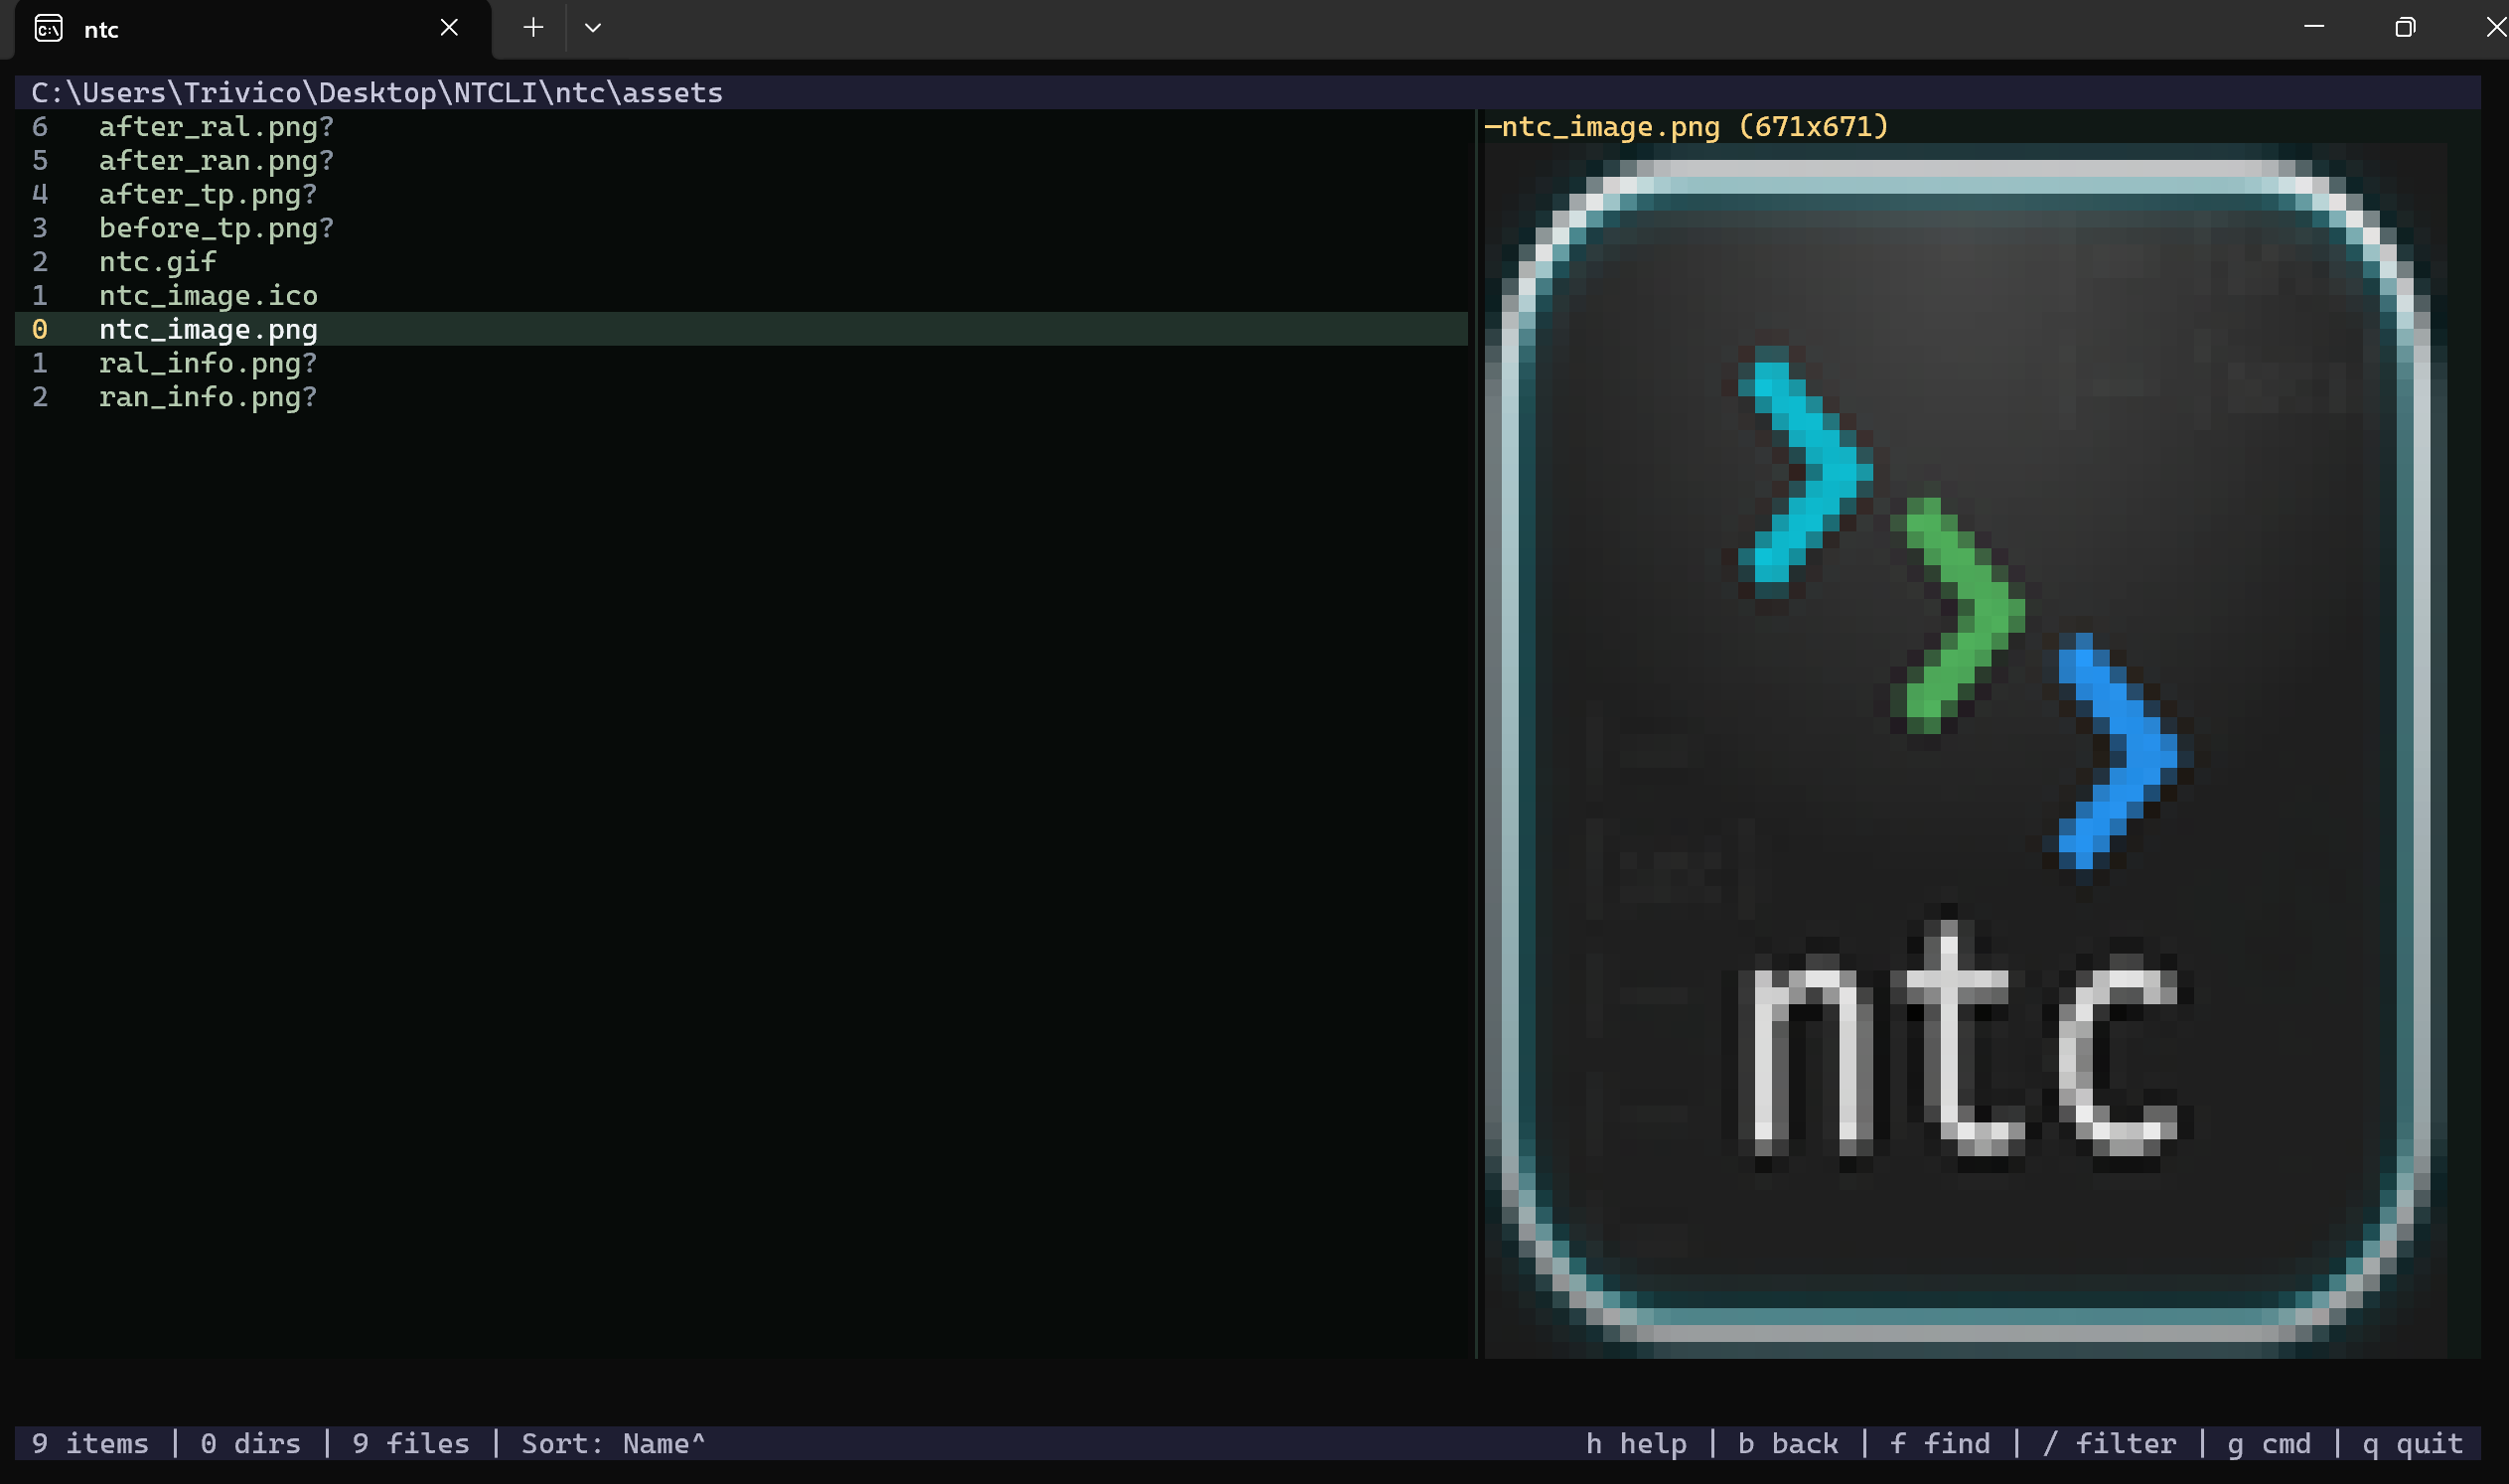 ntc
C:\Users\Trivico\Desktop\NTCLI\ntc\assets
6 after_ral.png?
5 after_ran.png?
4 after_tp.png?
3 before_tp.png?
2 ntc.gif
1 ntc_image.ico
0 ntc_image.png
1 ral_info.png?
2 ran_info.png?
—ntc_image.png (671x671)
ntc
9 items | 0 dirs | 9 files | Sort: Name^
h help | b back | f find | / filter | g cmd | q quit